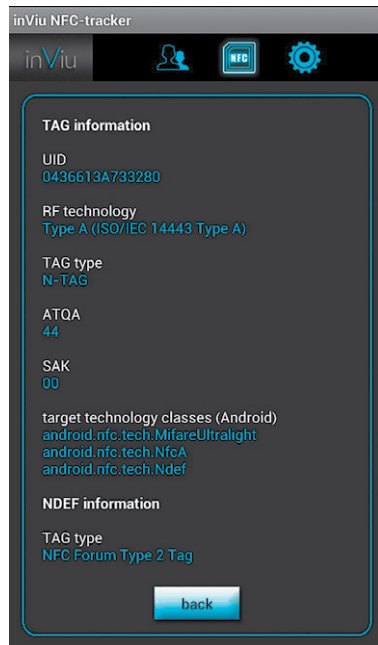 inViu NFC-tracker
inViu
NFC
TAG information
UID
0436613A733280
RF technology
Type A (ISO/IEC 14443 Type A)
TAG type
N-TAG
ATQA
44
SAK
00
target technology classes (Android)
android.nfc.tech.MifareUltralight
android.nfc.tech.NfcA
android.nfc.tech.Ndef
NDEF information
TAG type
NFC Forum Type 2 Tag
back